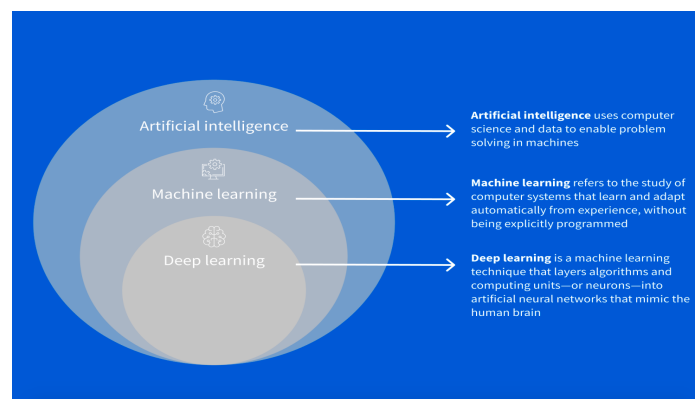 Artificial intelligence
Machine learning
Deep learning
Artificial intelligence uses computer
science and data to enable problem
solving in machines
Machine learning refers to the study of
computer systems that learn and adapt
automatically from experience, without
being explicitly programmed
Deep learning is a machine learning
technique that layers algorithms and
computing units—or neurons—into
artificial neural networks that mimic the
human brain